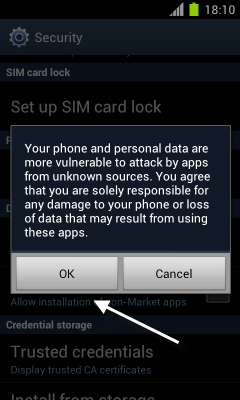 18:10
Security
SIM card lock
Set up SIM card lock
P
Your phone and personal data are
more vulnerable to attack by apps
from unknown sources. You agree
that you are solely responsible for
any damage to your phone or loss
of data that may result from using
these apps.
D
OK
Cancel
Allow installation non-Market apps
Credential storage
Trusted credentials
Display trusted CA certificates
Install from storage